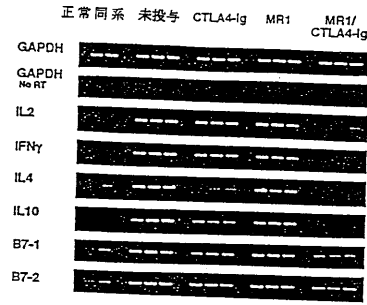 正常同系 未投与 CTLA4-Ig MR1 MR1/
CTLA4-Ig
GAPDH
GAPDH
No RT
IL2
IFNγ
IL4
IL10
B7-1
B7-2